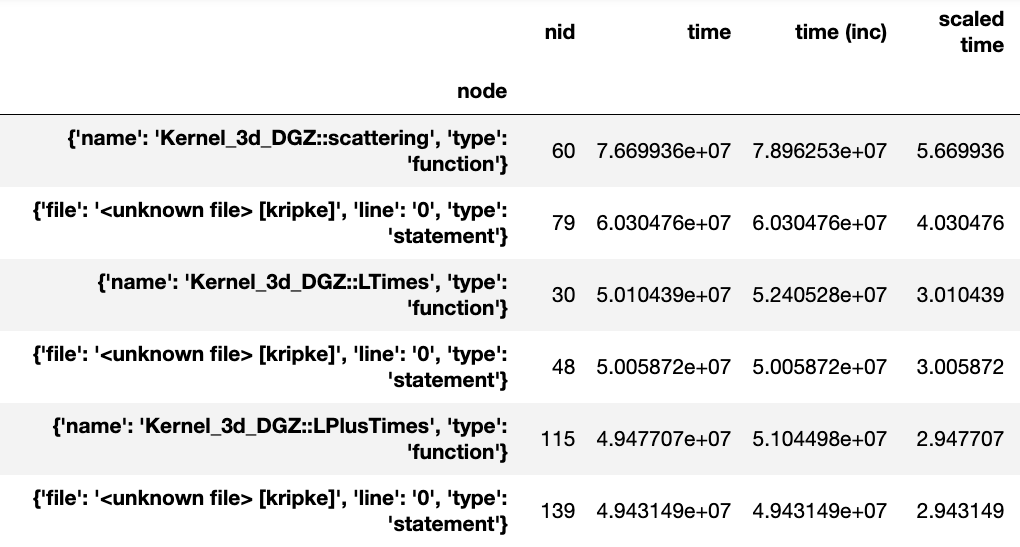 nid time time (inc) scaled time
node
{'name': 'Kernel_3d_DGZ::scattering', 'type':
'function'} 60 7.669936e+07 7.896253e+07 5.669936
{'file': '<unknown file> [kripke]', 'line': '0', 'type':
'statement'} 79 6.030476e+07 6.030476e+07 4.030476
{'name': 'Kernel_3d_DGZ::LTimes', 'type':
'function'} 30 5.010439e+07 5.240528e+07 3.010439
{'file': '<unknown file> [kripke]', 'line': '0', 'type':
'statement'} 48 5.005872e+07 5.005872e+07 3.005872
{'name': 'Kernel_3d_DGZ::LPlusTimes', 'type':
'function'} 115 4.947707e+07 5.104498e+07 2.947707
{'file': '<unknown file> [kripke]', 'line': '0', 'type':
'statement'} 139 4.943149e+07 4.943149e+07 2.943149